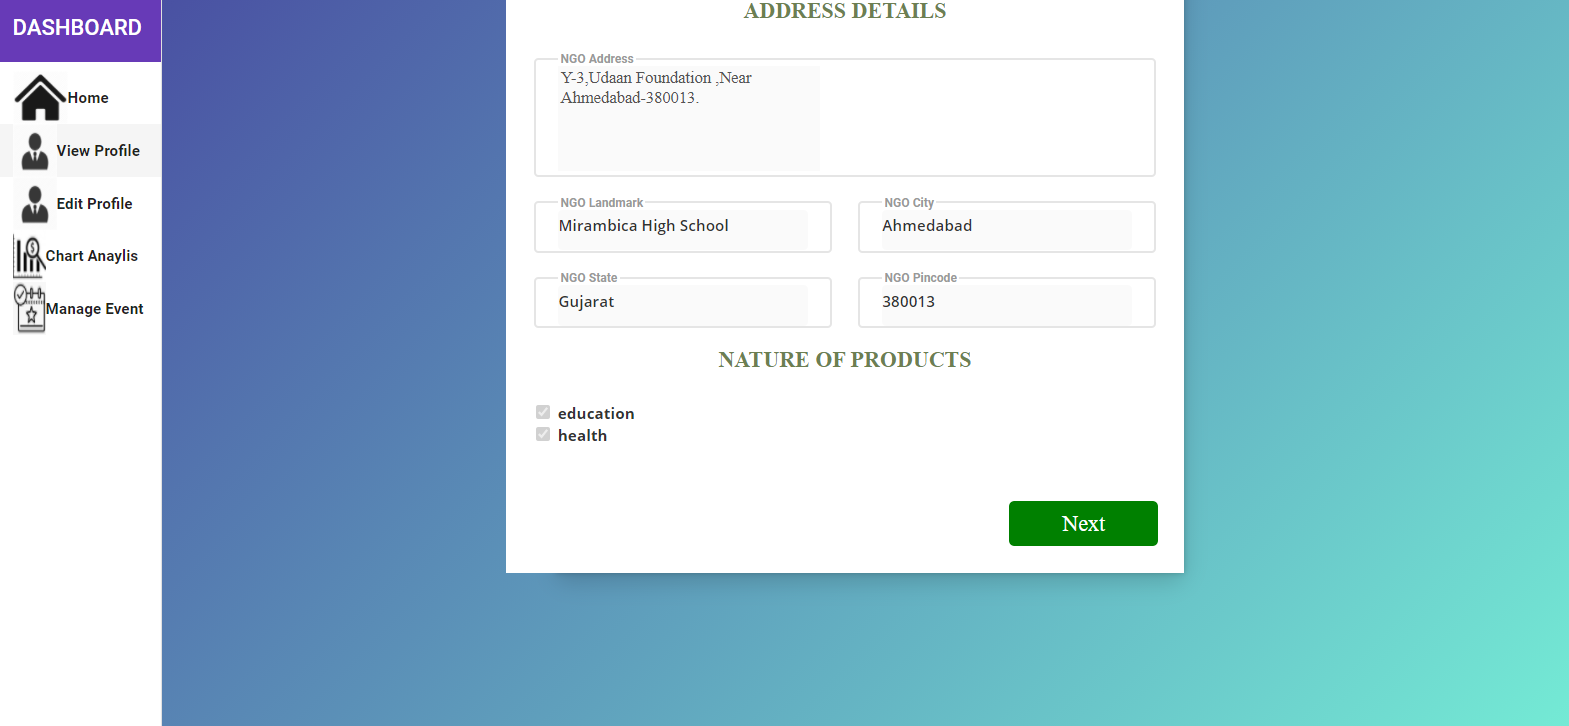 DASHBOARD
Home
View Profile
Edit Profile
Chart Anaylis
Manage Event
ADDRESS DETAILS
NGO Address
Y-3,Udaan Foundation ,Near
Ahmedabad-380013.
NGO Landmark
Mirambica High School
NGO City
Ahmedabad
NGO State
Gujarat
NGO Pincode
380013
NATURE OF PRODUCTS
education
health
Next